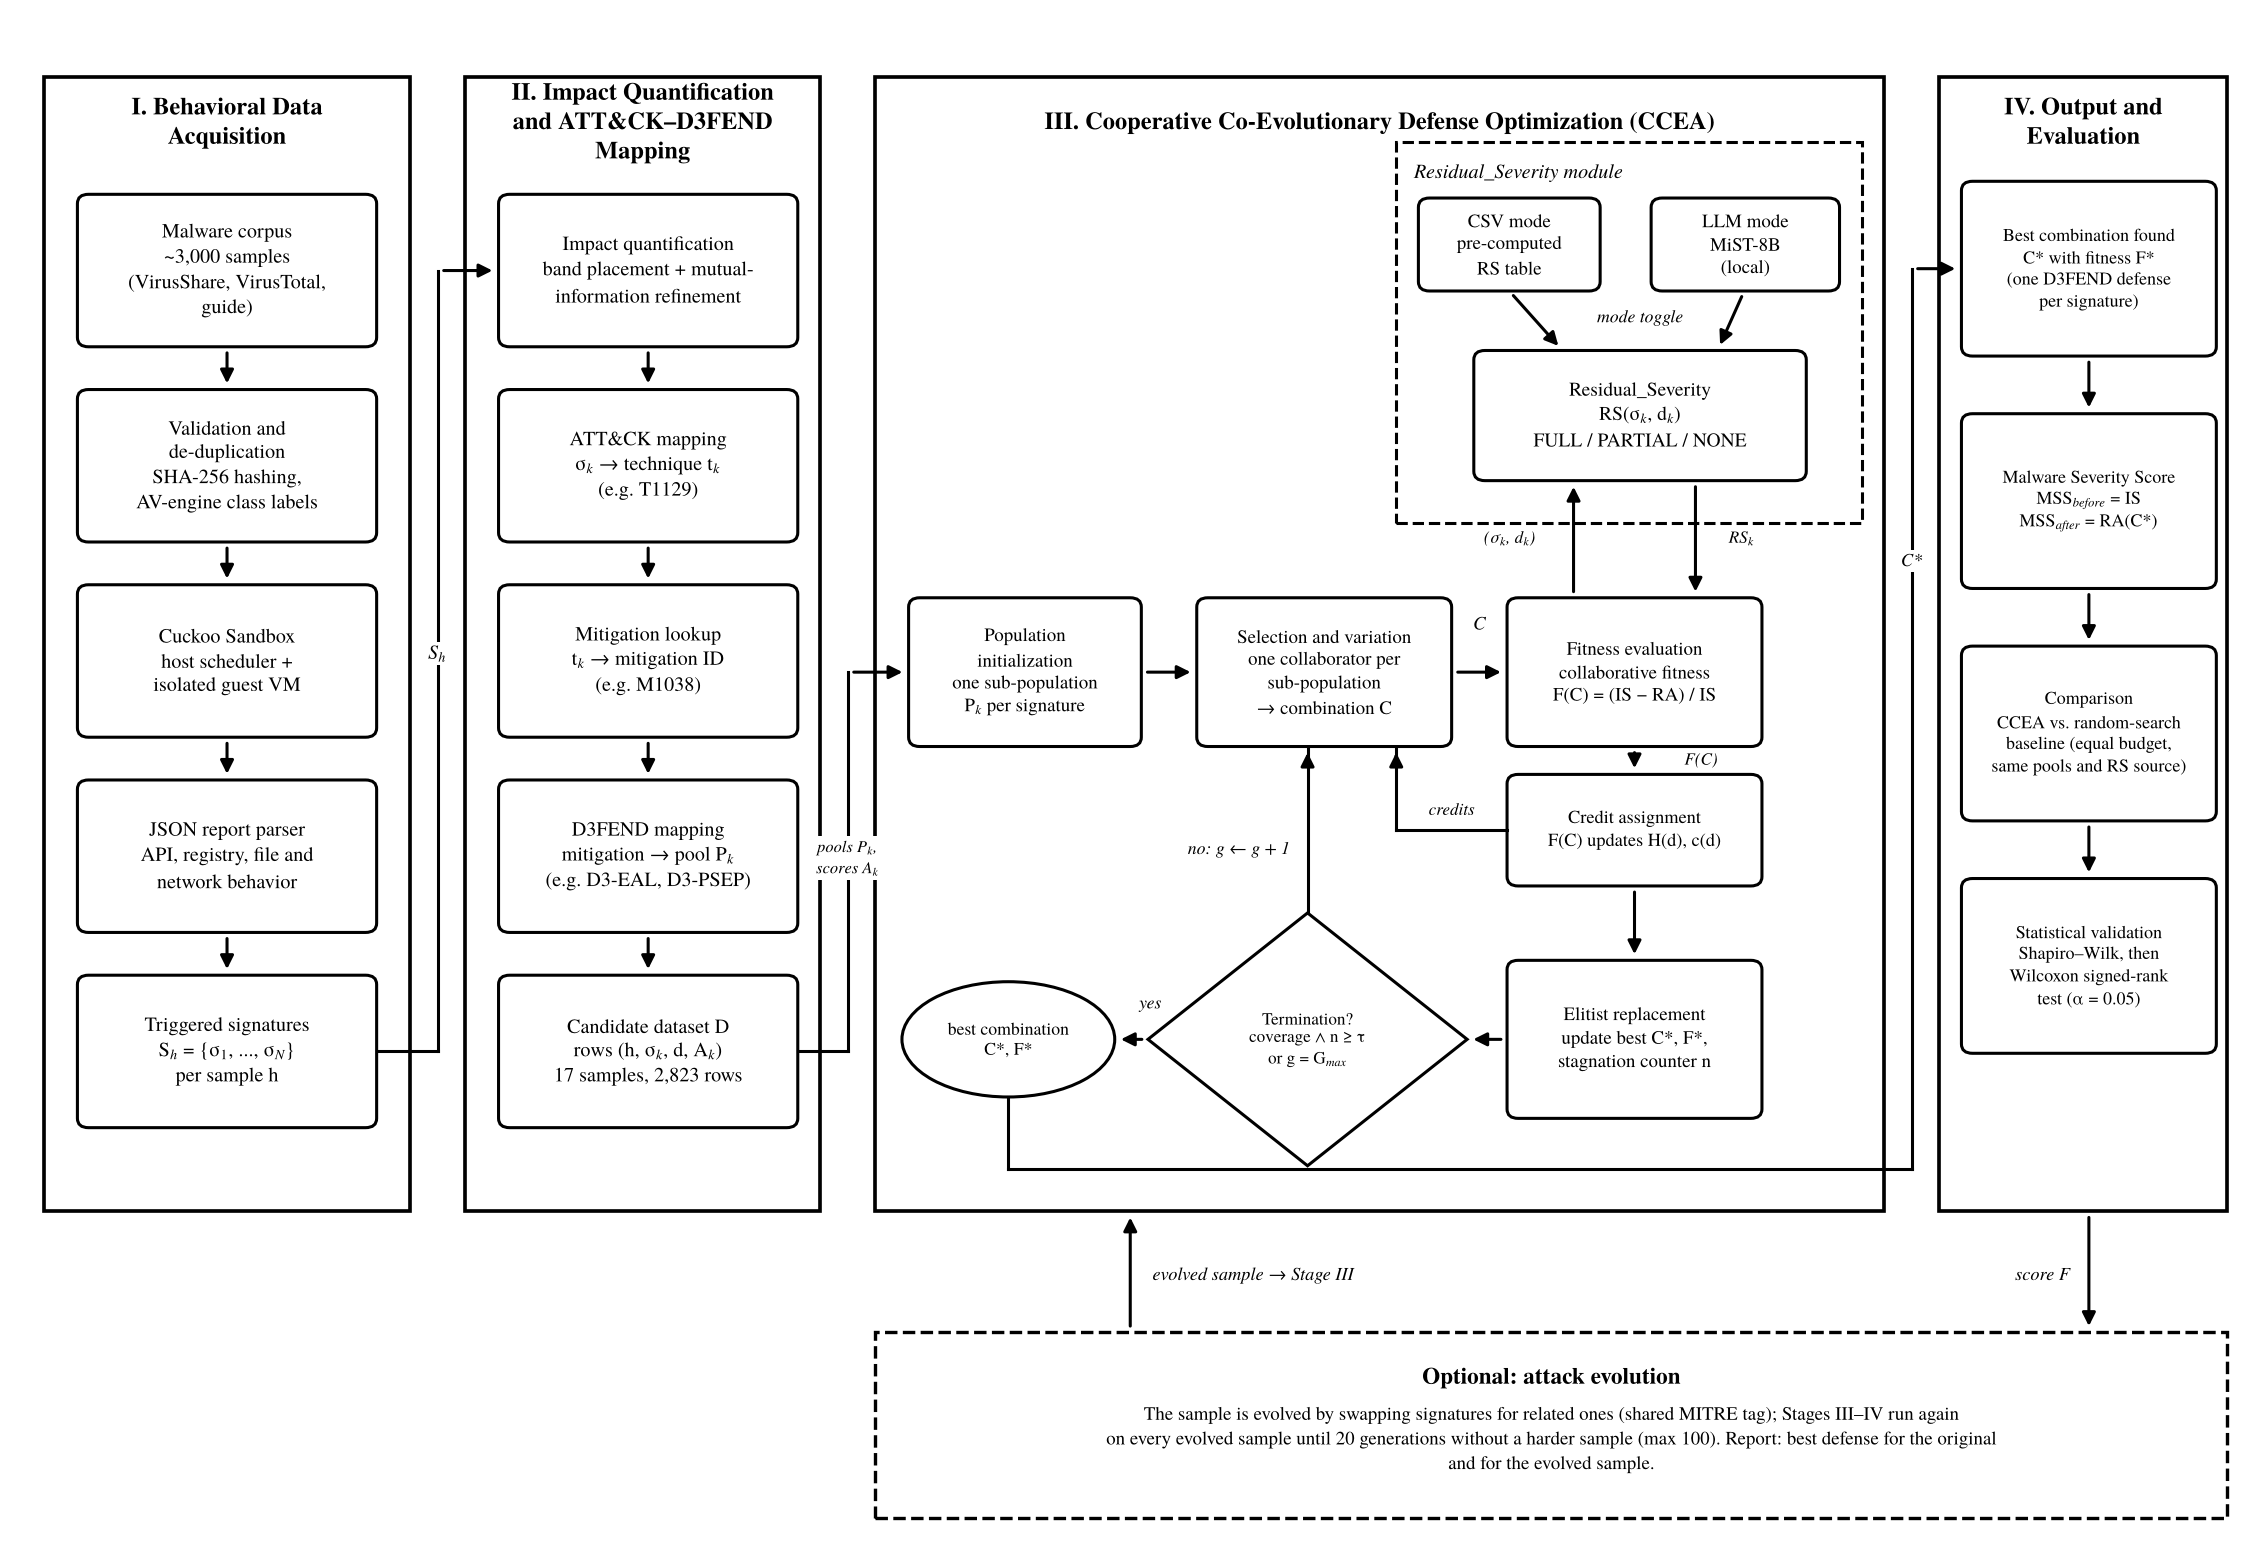 I. Behavioral Data
Acquisition
Malware corpus
~3,000 samples
(VirusShare, VirusTotal,
guide)
Validation and
de-duplication
SHA-256 hashing,
AV-engine class labels
Cuckoo Sandbox
host scheduler +
isolated guest VM
JSON report parser
API, registry, file and
network behavior
Triggered signatures
Sₕ = {σ₁, ..., σ_N}
per sample h
Sₕ
II. Impact Quantification
and ATT&CK–D3FEND
Mapping
Impact quantification
band placement + mutual-
information refinement
ATT&CK mapping
σₖ → technique tₖ
(e.g. T1129)
Mitigation lookup
tₖ → mitigation ID
(e.g. M1038)
D3FEND mapping
mitigation → pool Pₖ
(e.g. D3-EAL, D3-PSEP)
Candidate dataset D
rows (h, σₖ, d, Aₖ)
17 samples, 2,823 rows
pools Pₖ,
scores Aₖ
III. Cooperative Co-Evolutionary Defense Optimization (CCEA)
Residual_Severity module
CSV mode
pre-computed
RS table
LLM mode
MiST-8B
(local)
mode toggle
Residual_Severity
RS(σₖ, dₖ)
FULL / PARTIAL / NONE
(σₖ, dₖ)
RSₖ
Population
initialization
one sub-population
Pₖ per signature
Selection and variation
one collaborator per
sub-population
→ combination C
C
Fitness evaluation
collaborative fitness
F(C) = (IS − RA) / IS
F(C)
Credit assignment
F(C) updates H(d), c(d)
credits
no: g ← g + 1
Elitist replacement
update best C*, F*,
stagnation counter n
Termination?
coverage ∧ n ≥ τ
or g = G_max
yes
best combination
C*, F*
C*
IV. Output and
Evaluation
Best combination found
C* with fitness F*
(one D3FEND defense
per signature)
Malware Severity Score
MSS_before = IS
MSS_after = RA(C*)
Comparison
CCEA vs. random-search
baseline (equal budget,
same pools and RS source)
Statistical validation
Shapiro–Wilk, then
Wilcoxon signed-rank
test (α = 0.05)
evolved sample → Stage III
score F
Optional: attack evolution
The sample is evolved by swapping signatures for related ones (shared MITRE tag); Stages III–IV run again
on every evolved sample until 20 generations without a harder sample (max 100). Report: best defense for the original
and for the evolved sample.